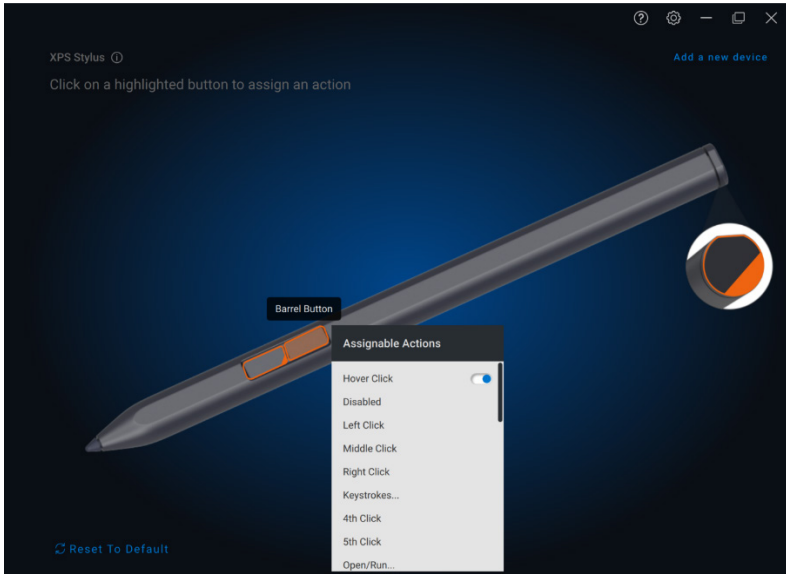 XPS Stylus
Add a new device
Click on a highlighted button to assign an action
Barrel Button
Assignable Actions
Hover Click
Disabled
Left Click
Middle Click
Right Click
Keystrokes...
4th Click
5th Click
Open/Run...
Reset To Default